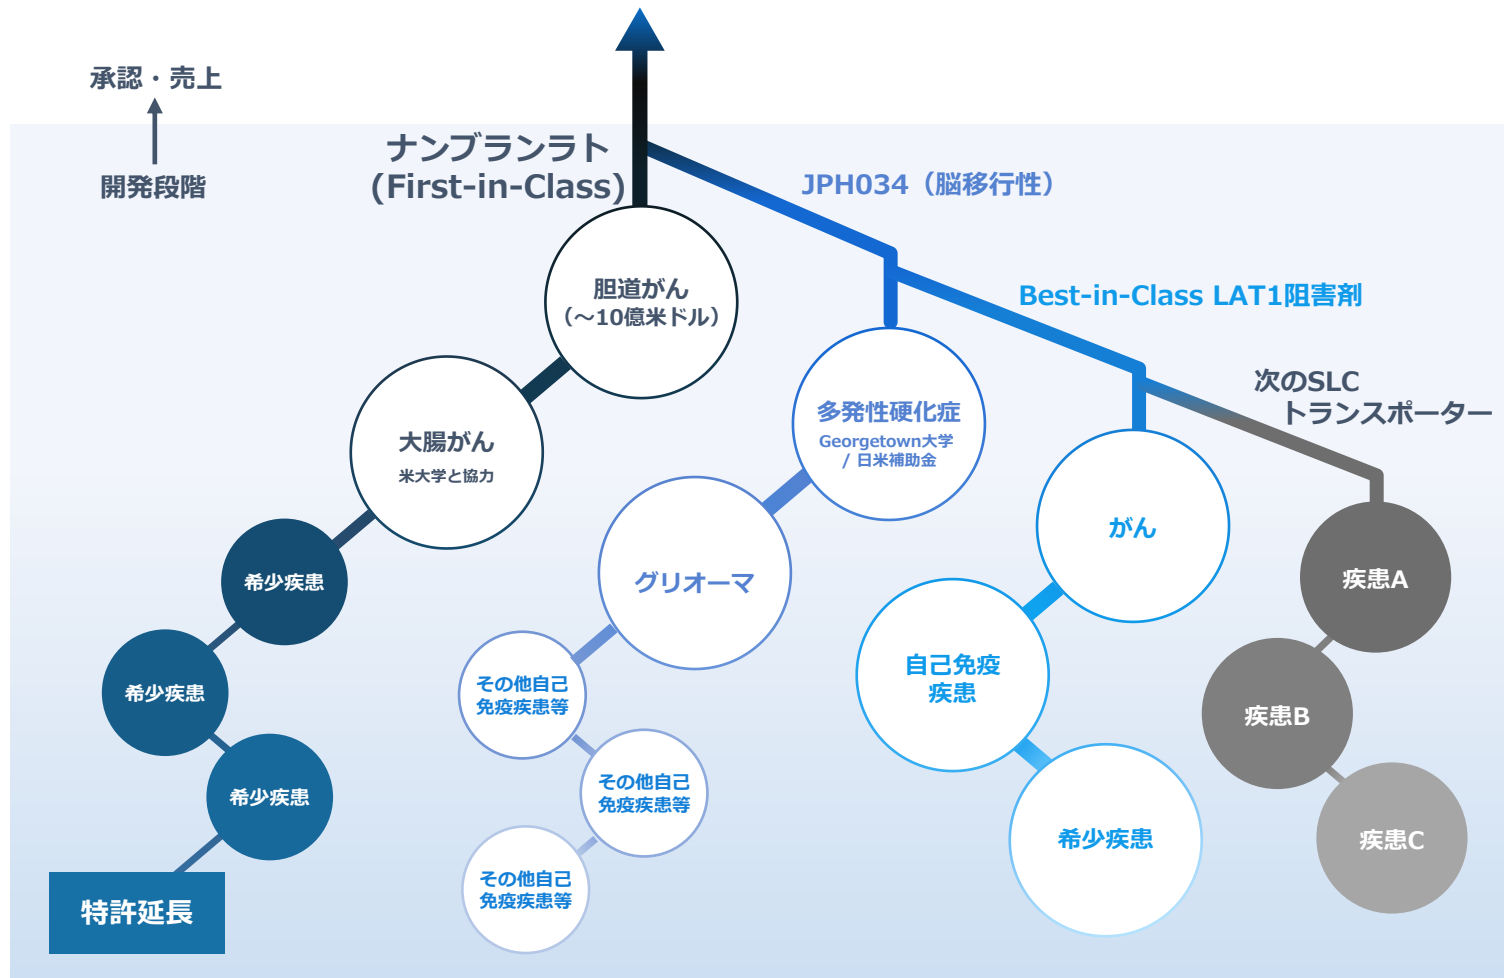 承認・売上
開発段階
ナンブランラト
(First-in-Class)
胆道がん
（～10億米ドル）
大腸がん
米大学と協力
希少疾患
希少疾患
希少疾患
特許延長
JPH034（脳移行性）
多発性硬化症
Georgetown大学
/ 日米補助金
グリオーマ
その他自己
免疫疾患等
その他自己
免疫疾患等
その他自己
免疫疾患等
Best-in-Class LAT1阻害剤
がん
自己免疫
疾患
希少疾患
次のSLC
トランスポーター
疾患A
疾患B
疾患C